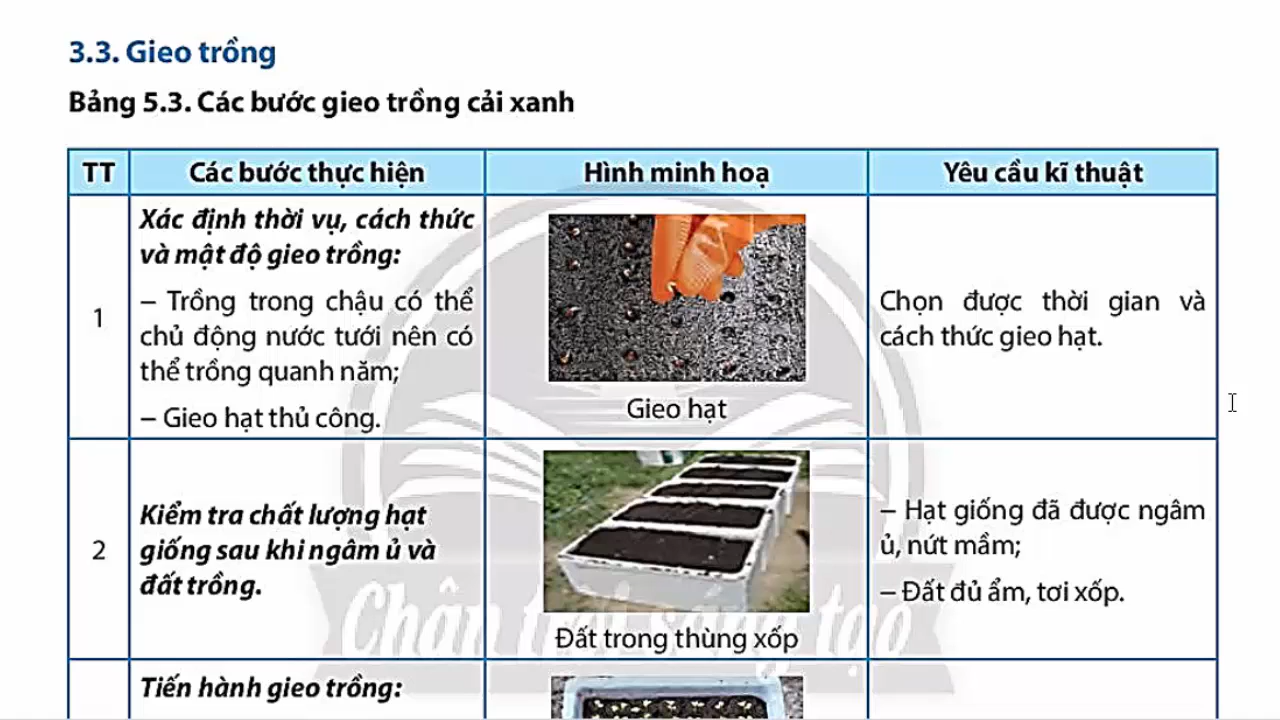 3.3. Gieo trồng
Bảng 5.3. Các bước gieo trồng cải xanh
TT
Các bước thực hiện
Hình minh hoạ
Yêu cầu kĩ thuật
1
Xác định thời vụ, cách thức
và mật độ gieo trồng:
– Trồng trong chậu có thể
chủ động nước tưới nên có
thể trồng quanh năm;
– Gieo hạt thủ công.
Gieo hạt
Chọn được thời gian và
cách thức gieo hạt.
2
Kiểm tra chất lượng hạt
giống sau khi ngâm ủ và
đất trồng.
Đất trong thùng xốp
– Hạt giống đã được ngâm
ủ, nứt mầm;
– Đất đủ ẩm, tơi xốp.
Chân trời sáng tạo
Tiến hành gieo trồng: